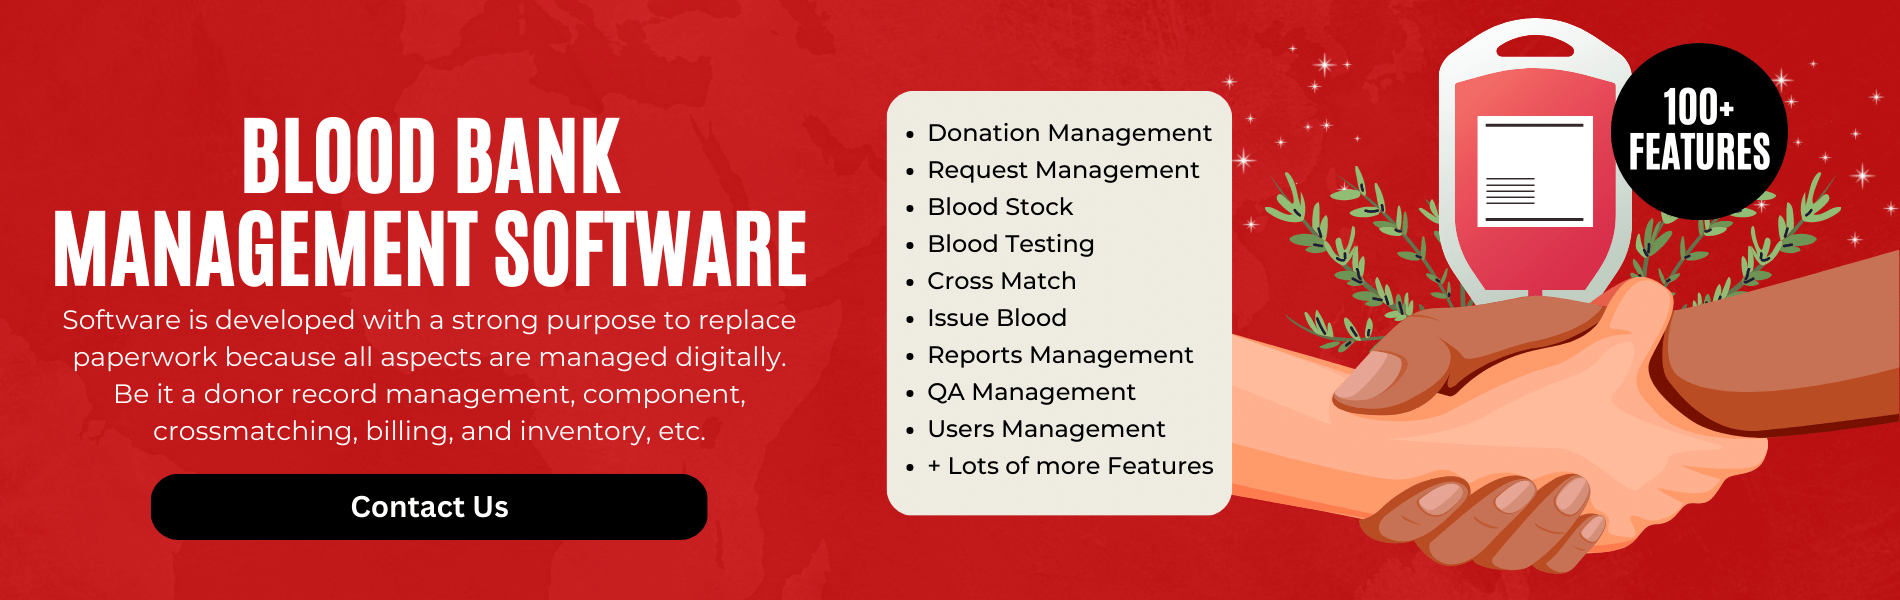 BLOOD BANK
MANAGEMENT SOFTWARE
Software is developed with a strong purpose to replace
paperwork because all aspects are managed digitally.
Be it a donor record management, component,
crossmatching, billing, and inventory, etc.
Contact Us
• Donation Management
• Request Management
• Blood Stock
• Blood Testing
• Cross Match
• Issue Blood
• Reports Management
• QA Management
• Users Management
• + Lots of more Features
100+
FEATURES